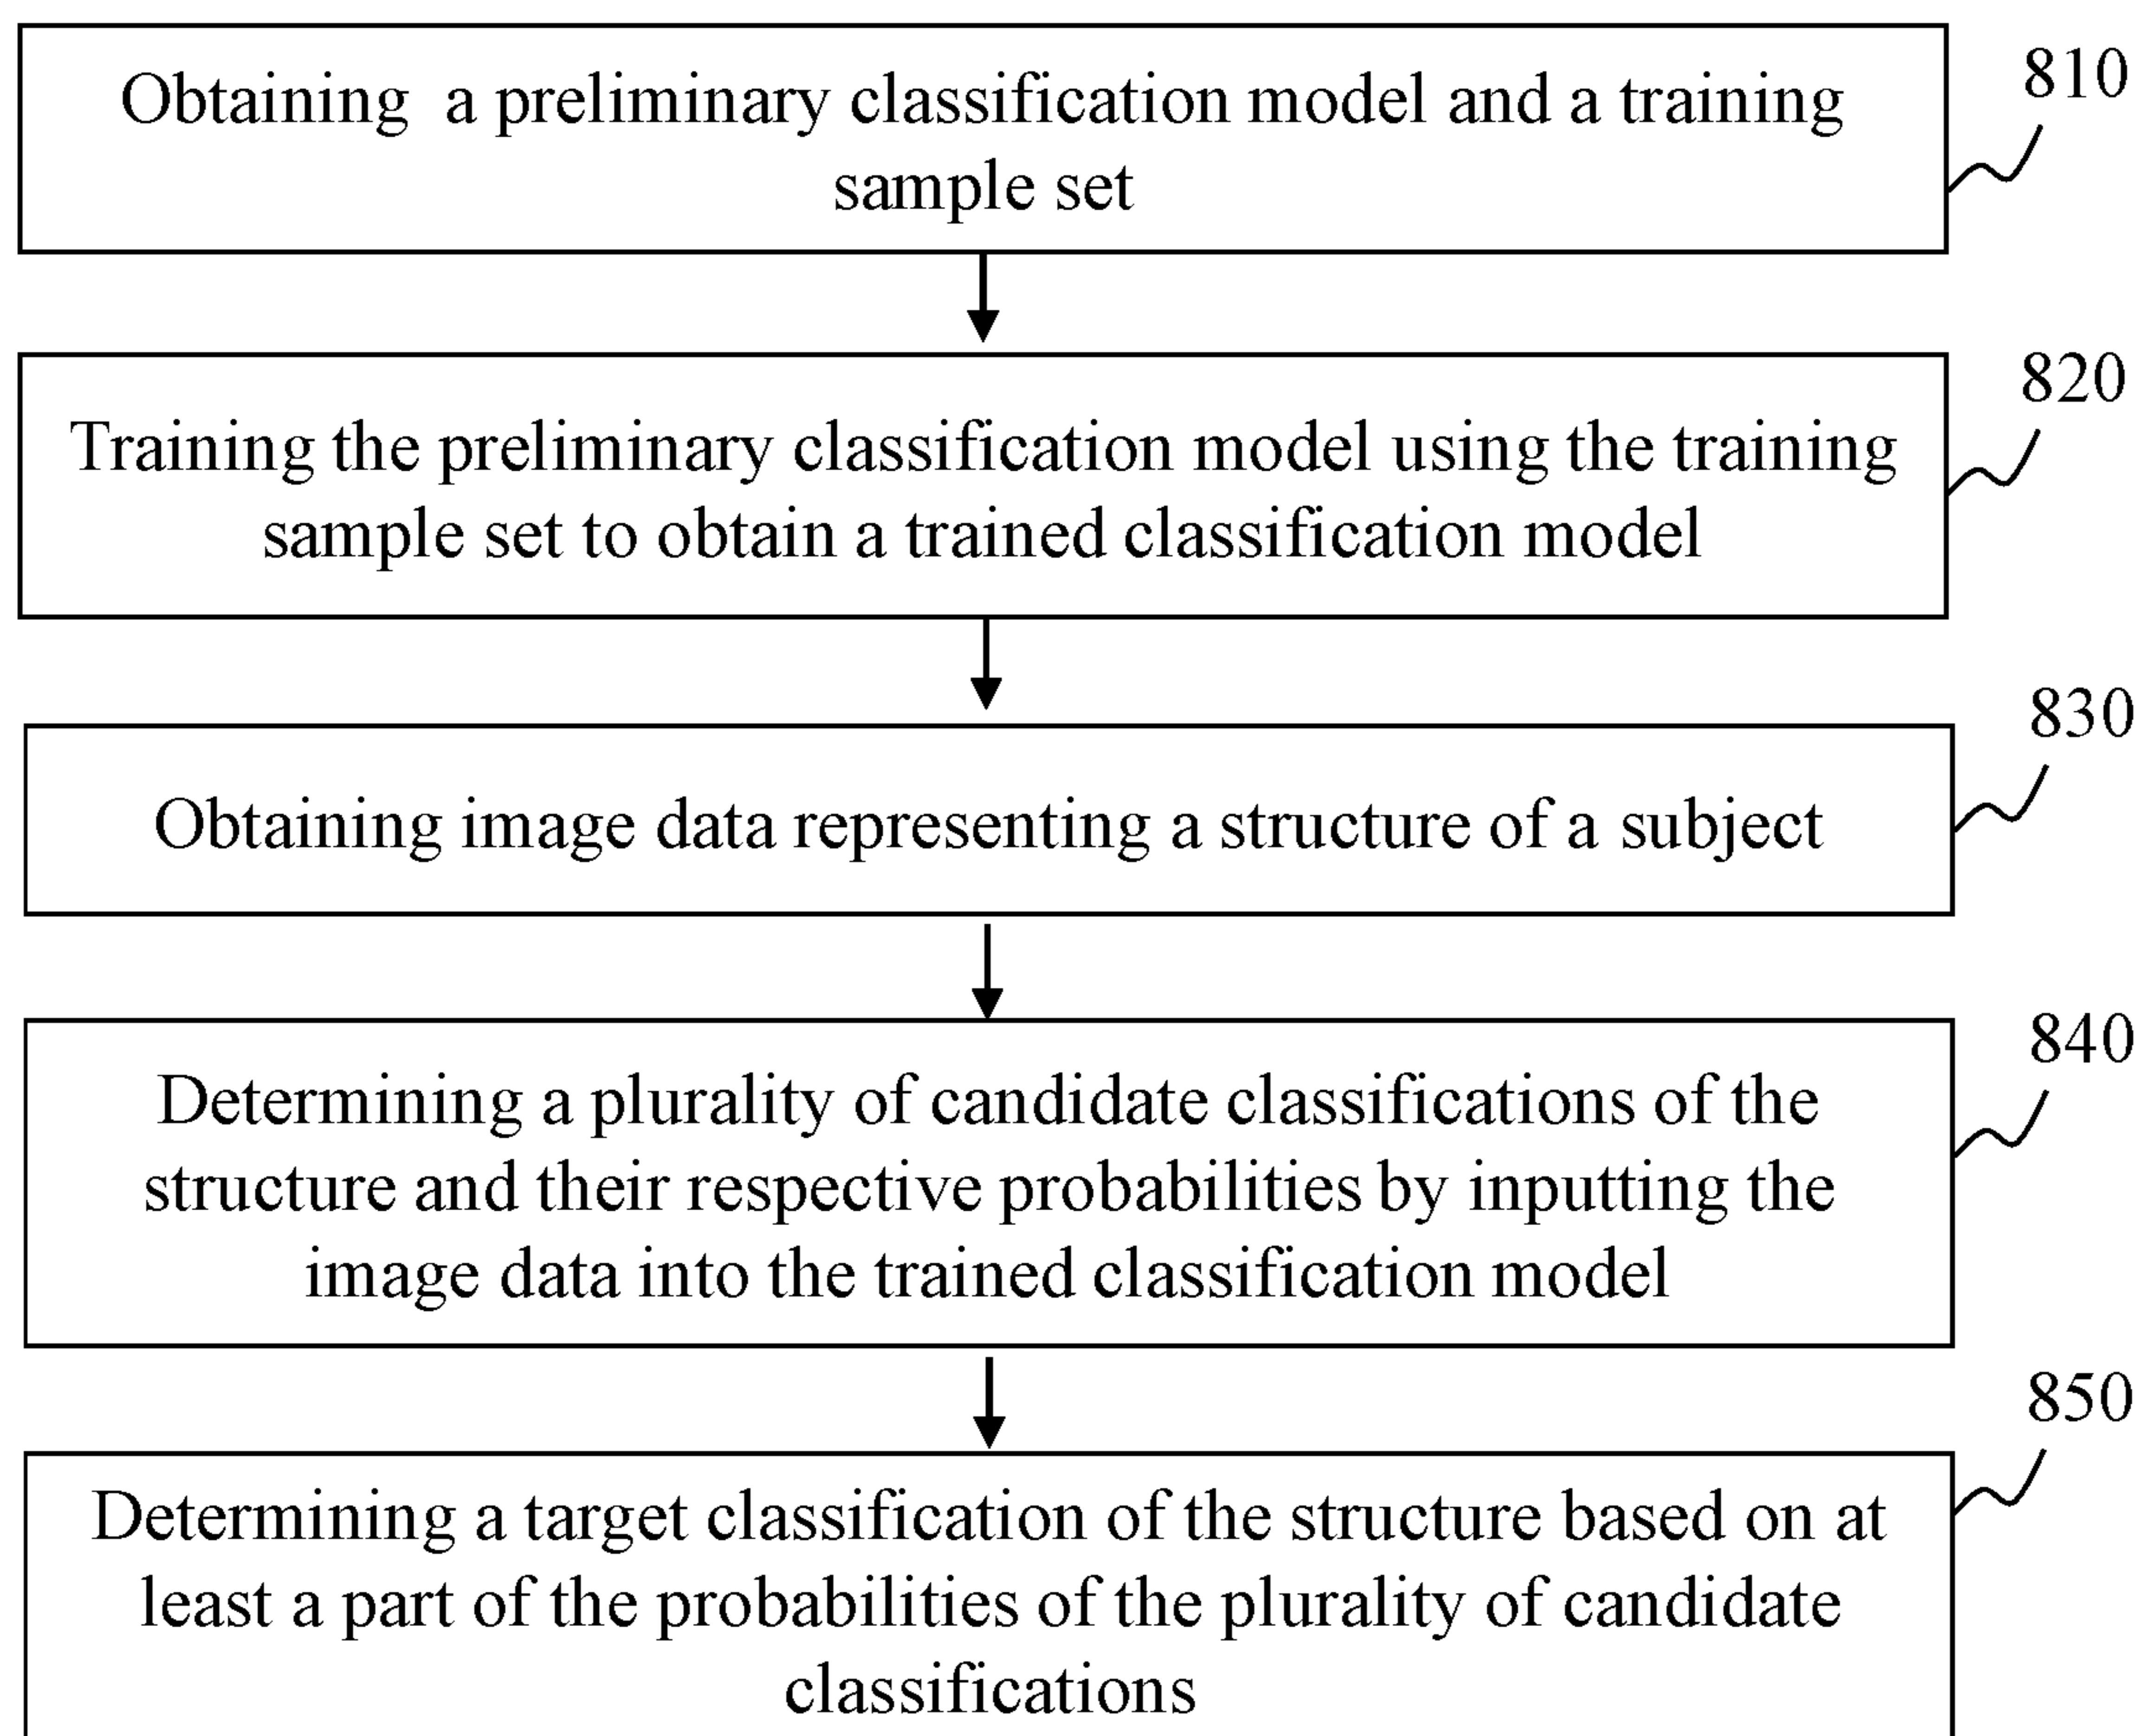 Obtaining a preliminary classification model and a training
sample set
810
Training the preliminary classification model using the training
sample set to obtain a trained classification model
820
Obtaining image data representing a structure of a subject
830
Determining a plurality of candidate classifications of the
structure and their respective probabilities by inputting the
image data into the trained classification model
840
Determining a target classification of the structure based on at
least a part of the probabilities of the plurality of candidate
classifications
850